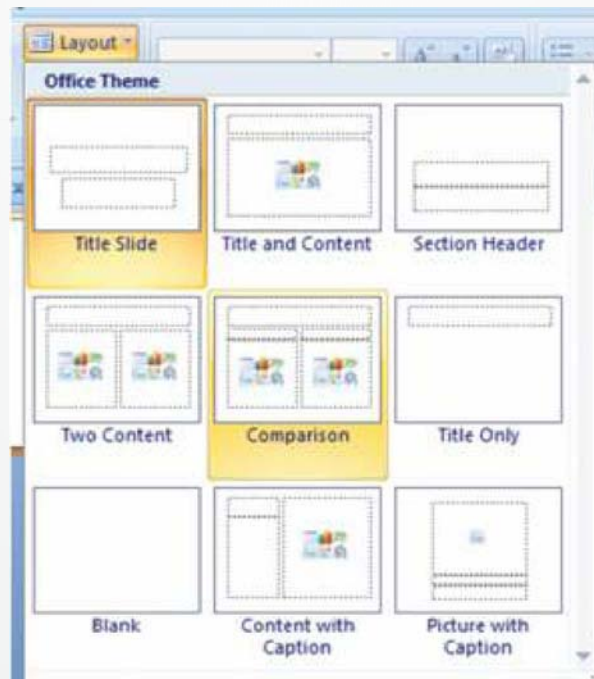 Layout
Office Theme
Title Slide
Title and Content
Section Header
Two Content
Comparison
Title Only
Blank
Content with
Caption
Picture with
Caption